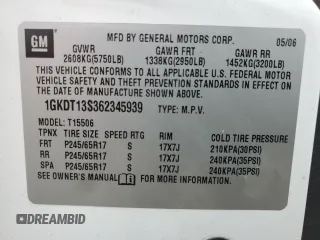 GM
MFD BY GENERAL MOTORS CORP. 05/06
GVWR GAWR FRT GAWR RR
2608KG(5750LB) 1338KG(2950LB) 1452KG(3200LB)
THIS VEHICLE CONFORMS TO ALL APPLICABLE U.S.
FEDERAL MOTOR VEHICLE SAFETY AND
THEFT PREVENTION STANDARDS IN EFFECT ON
THE DATE OF MANUFACTURE SHOWN ABOVE.
1GKDT13S362345939 TYPE: M.P.V.
MODEL: T15506
TPNX TIRE SIZE SPEED RTG RIM COLD TIRE PRESSURE
FRT P245/65R17 S 17X7J 210KPA(30PSI)
RR P245/65R17 S 17X7J 240KPA(35PSI)
SPA P245/65R17 S 17X7J 240KPA(35PSI)
SEE OWNER'S MANUAL
DREAMBID